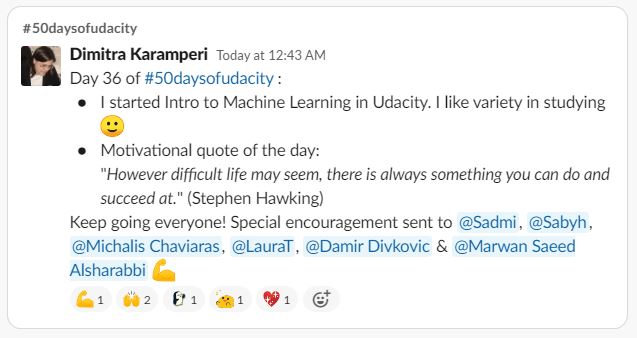 #50daysofudacity
Dimitra Karamperi Today at 12:43 AM
Day 36 of #50daysofudacity :
• I started Intro to Machine Learning in Udacity. I like variety in studying
🙂
• Motivational quote of the day:
"However difficult life may seem, there is always something you can do and
succeed at." (Stephen Hawking)
Keep going everyone! Special encouragement sent to @Sadmi, @Sabyh,
@Michalis Chaviaras, @LauraT, @Damir Divkovic & @Marwan Saeed
Alsharabbi 💪
💪 1 🙌 2 1 1 💖 1